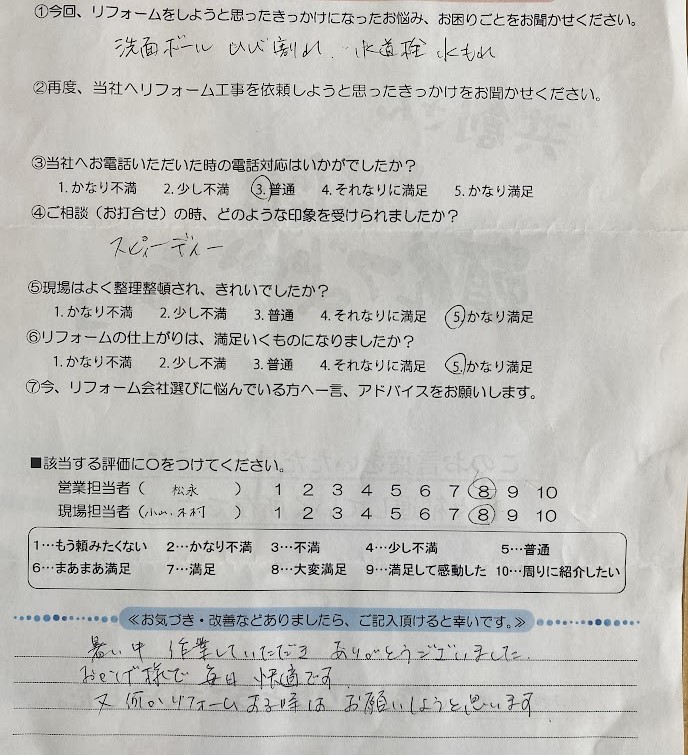 ①今回、リフォームをしようと思ったきっかけになったお悩み、お困りごとをお聞かせください。
洗面ボール ひび割れ. 水道栓 水もれ
②再度、当社へリフォーム工事を依頼しようと思ったきっかけをお聞かせください。
③当社へお電話いただいた時の電話対応はいかがでしたか？
1. かなり不満 2. 少し不満 3. 普通 4. それなりに満足 5. かなり満足
④ご相談（お打合せ）の時、どのような印象を受けられましたか？
スピィーディー
⑤現場はよく整理整頓され、きれいでしたか？
1. かなり不満 2. 少し不満 3. 普通 4. それなりに満足 5. かなり満足
⑥リフォームの仕上がりは、満足いくものになりましたか？
1. かなり不満 2. 少し不満 3. 普通 4. それなりに満足 5. かなり満足
⑦今、リフォーム会社選びに悩んでいる方へ一言、アドバイスをお願いします。
■該当する評価に〇をつけてください。
営業担当者（ 松永 ） 1 2 3 4 5 6 7 8 9 10
現場担当者（小山. 木村 ） 1 2 3 4 5 6 7 8 9 10
1…もう頼みたくない 2…かなり不満 3…不満 4…少し不満 5…普通
6…まあまあ満足 7…満足 8…大変満足 9…満足して感動した 10…周りに紹介したい
≪お気づき・改善などありましたら、ご記入頂けると幸いです。≫
暑い中 作業していただき ありがとうございました.
おかげ様で 毎日 快適です
又 何かリフォームある時は お願いしようと思います